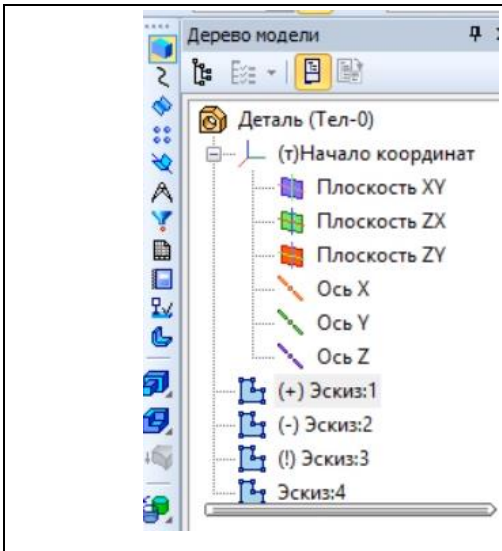 Дерево модели
Деталь (Тел-0)
(т)Начало координат
Плоскость XY
Плоскость ZX
Плоскость ZY
Ось X
Ось Y
Ось Z
(+) Эскиз:1
(-) Эскиз:2
(!) Эскиз:3
Эскиз:4